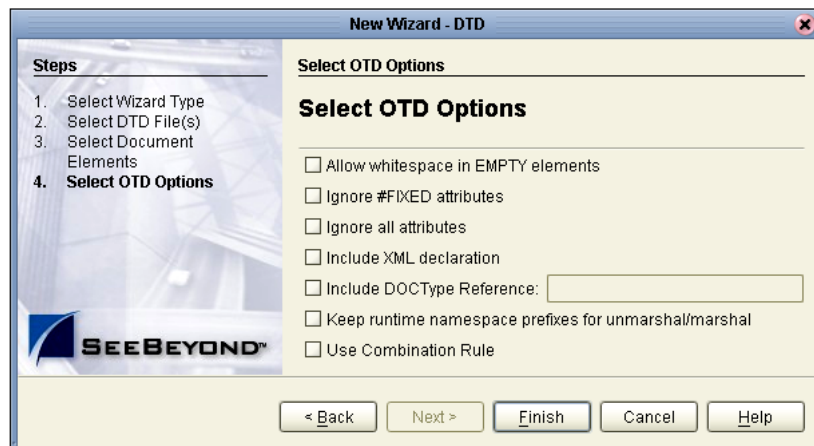 New Wizard - DTD
Steps
1. Select Wizard Type
2. Select DTD File(s)
3. Select Document
Elements
4. Select OTD Options
SEEBEYOND™
Select OTD Options
Select OTD Options
Allow whitespace in EMPTY elements
Ignore #FIXED attributes
Ignore all attributes
Include XML declaration
Include DOCType Reference:
Keep runtime namespace prefixes for unmarshal/marshal
Use Combination Rule
< Back
Next >
Finish
Cancel
Help